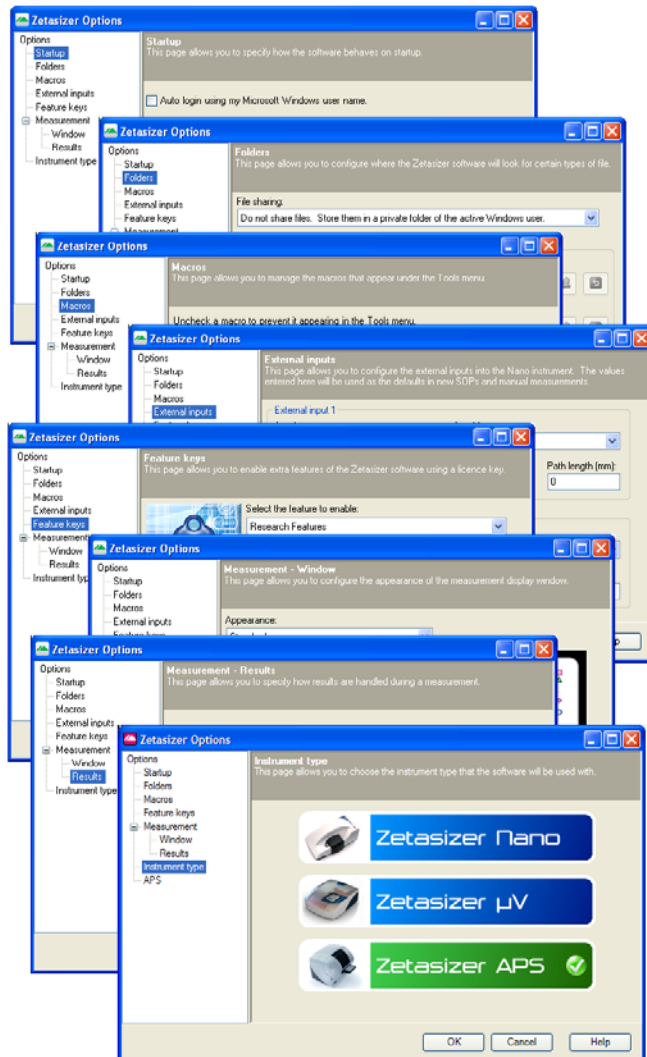 Zetasizer Options
Options
Startup
Folders
Macros
External inputs
Feature keys
Measurement
Window
Results
Instrument type
Startup
This page allows you to specify how the software behaves on startup.
Auto login using my Microsoft Windows user name.
Zetasizer Options
Options
Startup
Folders
Macros
External inputs
Feature keys
Measurement
Folders
This page allows you to configure where the Zetasizer software will look for certain types of file.
File sharing:
Do not share files. Store them in a private folder of the active Windows user.
Zetasizer Options
Options
Startup
Folders
Macros
External inputs
Feature keys
Measurement
Window
Results
Instrument type
Macros
This page allows you to manage the macros that appear under the Tools menu.
Uncheck a macro to prevent it appearing in the Tools menu.
Zetasizer Options
Options
Startup
Folders
Macros
External inputs
External inputs
This page allows you to configure the external inputs into the Nano instrument. The values
entered here will be used as the defaults in new SOPs and manual measurements.
External input 1
Path length (mm):
0
Zetasizer Options
Options
Startup
Folders
Macros
External inputs
Feature keys
Measurement
Window
Results
Instrument typ
Feature keys
This page allows you to enable extra features of the Zetasizer software using a licence key.
Select the feature to enable:
Research Features
Zetasizer Options
Options
Startup
Folders
Macros
External inputs
Feature keys
Measurement - Window
This page allows you to configure the appearance of the measurement display window.
Appearance:
Zetasizer Options
Options
Startup
Folders
Macros
External inputs
Feature keys
Measurement
Window
Results
Instrument type
Measurement - Results
This page allows you to specify how results are handled during a measurement.
Zetasizer Options
Options
Startup
Folders
Macros
Feature keys
Measurement
Window
Results
Instrument type
APS
Instrument type
This page allows you to choose the instrument type that the software will be used with.
Zetasizer Nano
Zetasizer µV
Zetasizer APS
OK
Cancel
Help